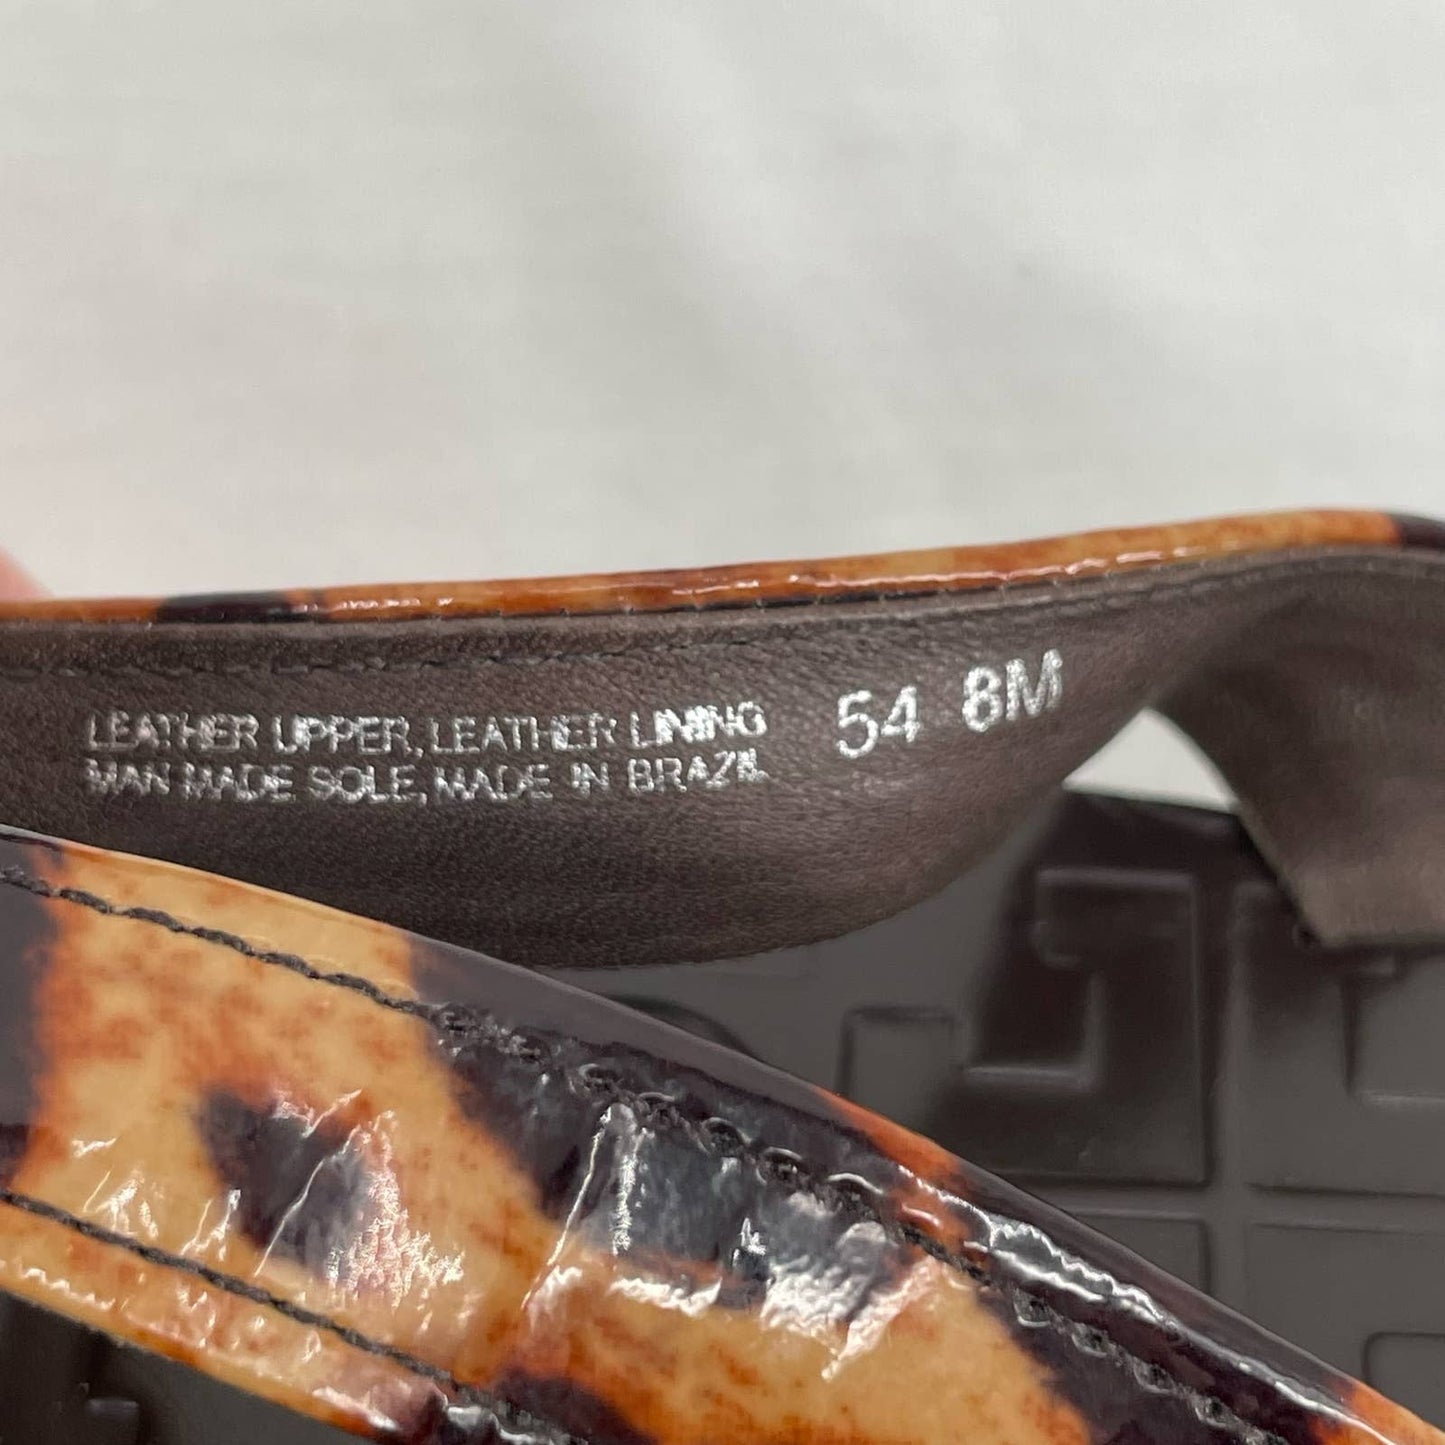 LEATHER UPPER, LEATHER LINING
MAN MADE SOLE, MADE IN BRAZIL
54 8M